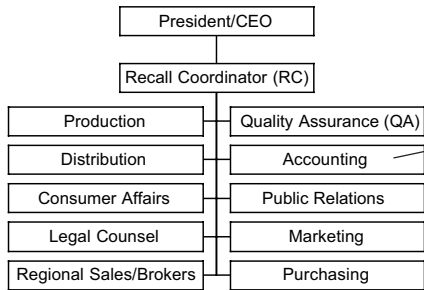 President/CEO
Recall Coordinator (RC)
Production
Quality Assurance (QA)
Distribution
Accounting
Consumer Affairs
Public Relations
Legal Counsel
Marketing
Regional Sales/Brokers
Purchasing